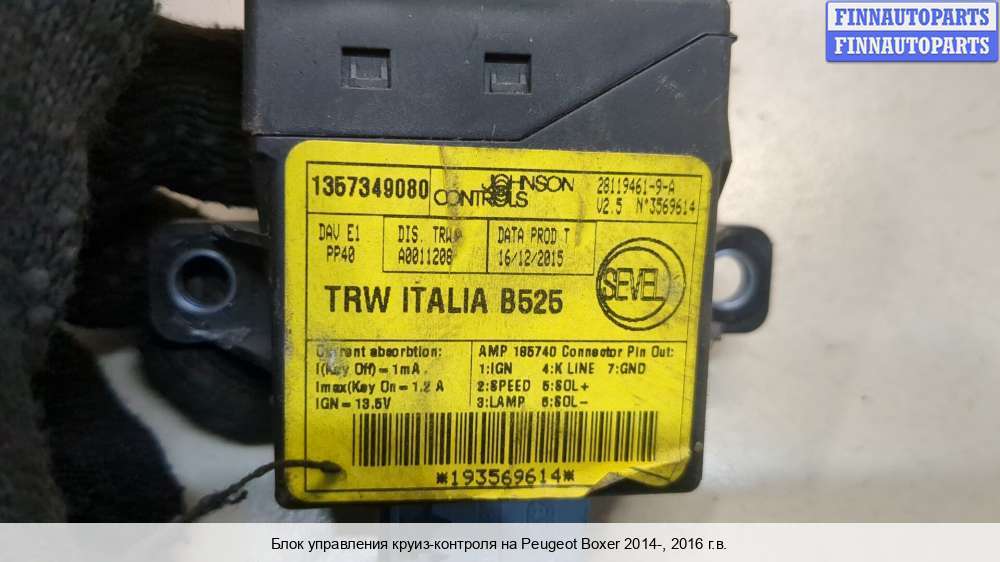 FINNAUTOPARTS
FINNAUTOPARTS
1357349080
JOHNSON
CONTROLS
28119461-9-A
V2.5 N°3569614
DAV E1
PP40
DIS. TRW
A0011208
DATA PROD T
16/12/2015
SEVEL
TRW ITALIA B525
Current absorbtion:
I(Key Off)=1mA
Imax(Key On=1.2 A
IGN=13.5V
AMP 185740 Connector Pin Out:
1:IGN 4:K LINE 7:GND
2:SPEED 5:SOL+
3:LAMP 6:SOL-
*193569614*
Блок управления круиз-контроля на Peugeot Boxer 2014-, 2016 г.в.